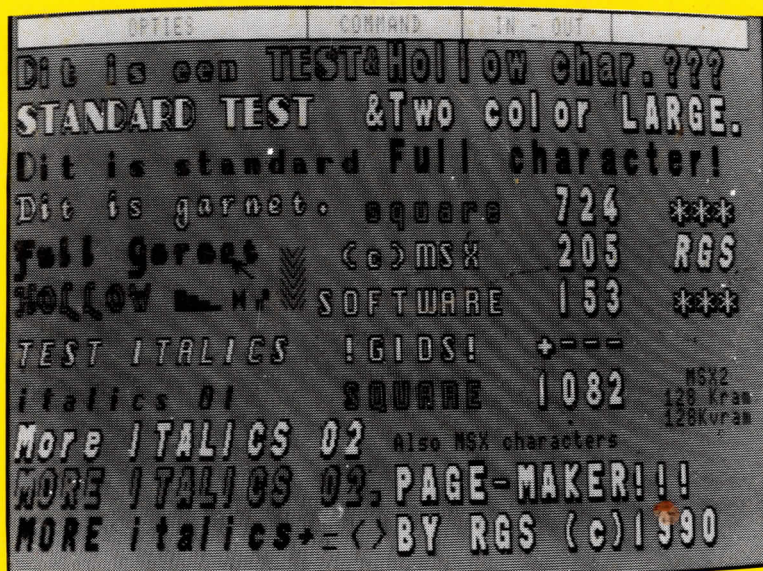 OPTIES COMMAND IN - OUT
Dit is een TEST&Hollow char.???
STANDARD TEST &Two color LARGE.
Dit is standard Full character!
Dit is garnet. square 724 ***
Full Garnet (c)MSX 205 RGS
HOLLOW SOFTWARE 153 ***
TEST ITALICS !GIDS! +---
italics 01 SQUARE 1082 MSX2
128 Kram
128Kvram
More ITALICS 02 Also MSX characters
MORE ITALICS 02, PAGE-MAKER!!!
MORE italics+=<> BY RGS (c)1990